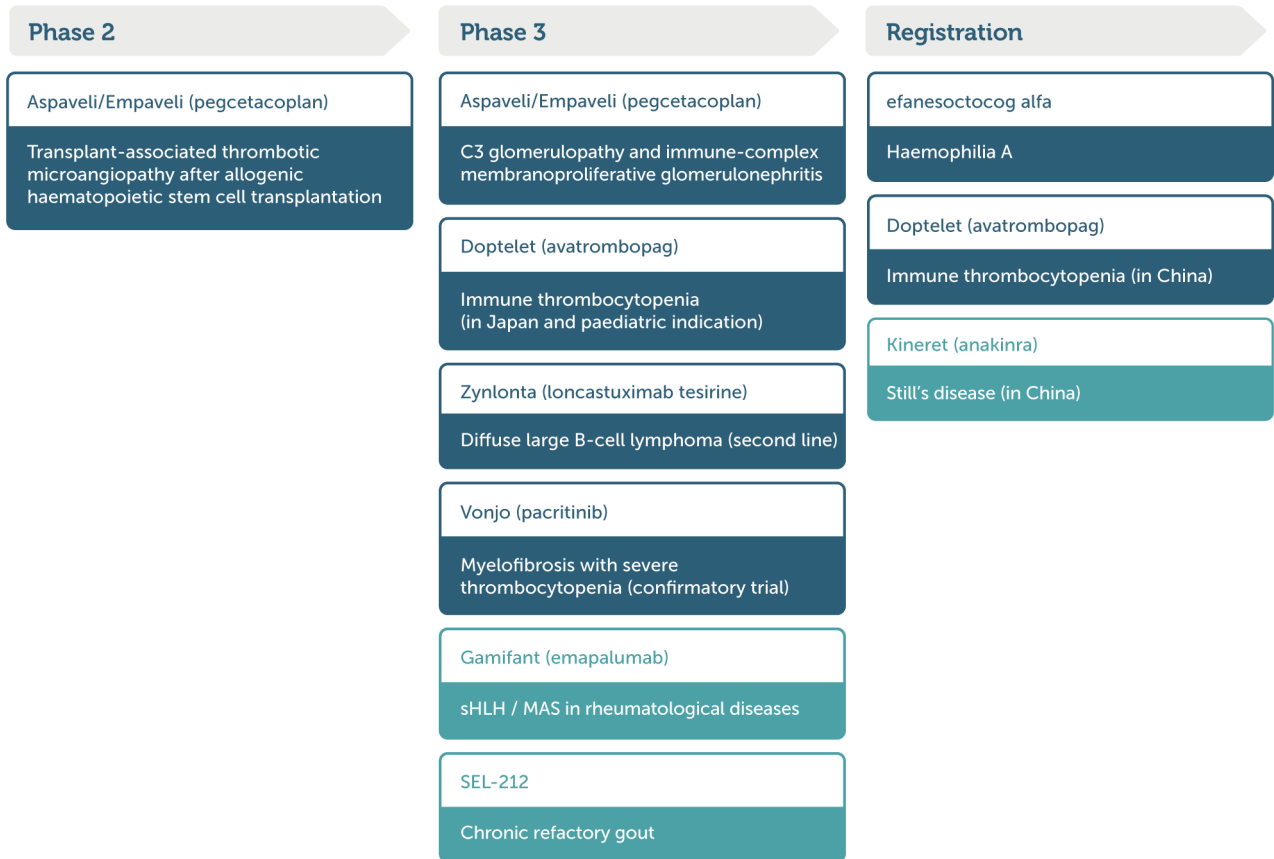 Phase 2
Aspaveli/Empaveli (pegcetacoplan)
Transplant-associated thrombotic
microangiopathy after allogenic
haematopoietic stem cell transplantation
Phase 3
Aspaveli/Empaveli (pegcetacoplan)
C3 glomerulopathy and immune-complex
membranoproliferative glomerulonephritis
Doptelet (avatrombopag)
Immune thrombocytopenia
(in Japan and paediatric indication)
Zynlonta (loncastuximab tesirine)
Diffuse large B-cell lymphoma (second line)
Vonjo (pacritinib)
Myelofibrosis with severe
thrombocytopenia (confirmatory trial)
Gamifant (emapalumab)
sHLH / MAS in rheumatological diseases
SEL-212
Chronic refractory gout
Registration
efanesoctocog alfa
Haemophilia A
Doptelet (avatrombopag)
Immune thrombocytopenia (in China)
Kineret (anakinra)
Still’s disease (in China)